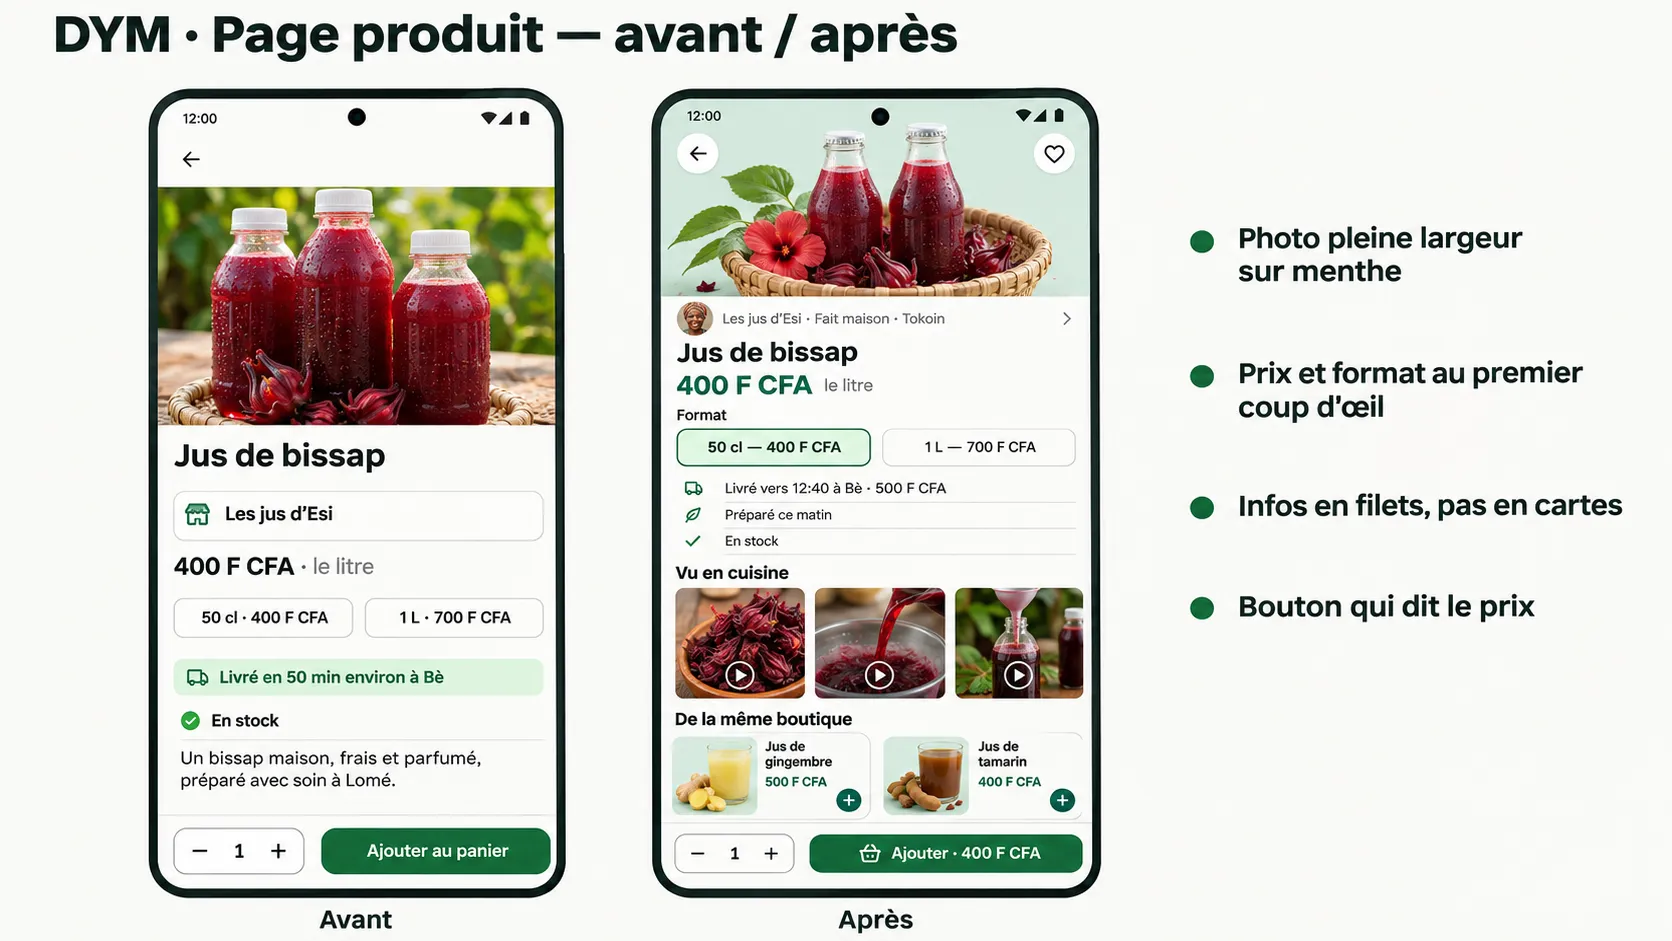 DYM · Page produit — avant / après
12:00
Jus de bissap
Les jus d'Esi
400 F CFA · le litre
50 cl · 400 F CFA
1 L · 700 F CFA
Livré en 50 min environ à Bè
En stock
Un bissap maison, frais et parfumé,
préparé avec soin à Lomé.
1
Ajouter au panier
Avant
12:00
Les jus d'Esi · Fait maison · Tokoin
Jus de bissap
400 F CFA le litre
Format
50 cl — 400 F CFA
1 L — 700 F CFA
Livré vers 12:40 à Bè · 500 F CFA
Préparé ce matin
En stock
Vu en cuisine
De la même boutique
Jus de
gingembre
500 F CFA
Jus de
tamarin
400 F CFA
1
Ajouter · 400 F CFA
Après
Photo pleine largeur
sur menthe
Prix et format au premier
coup d'œil
Infos en filets, pas en cartes
Bouton qui dit le prix